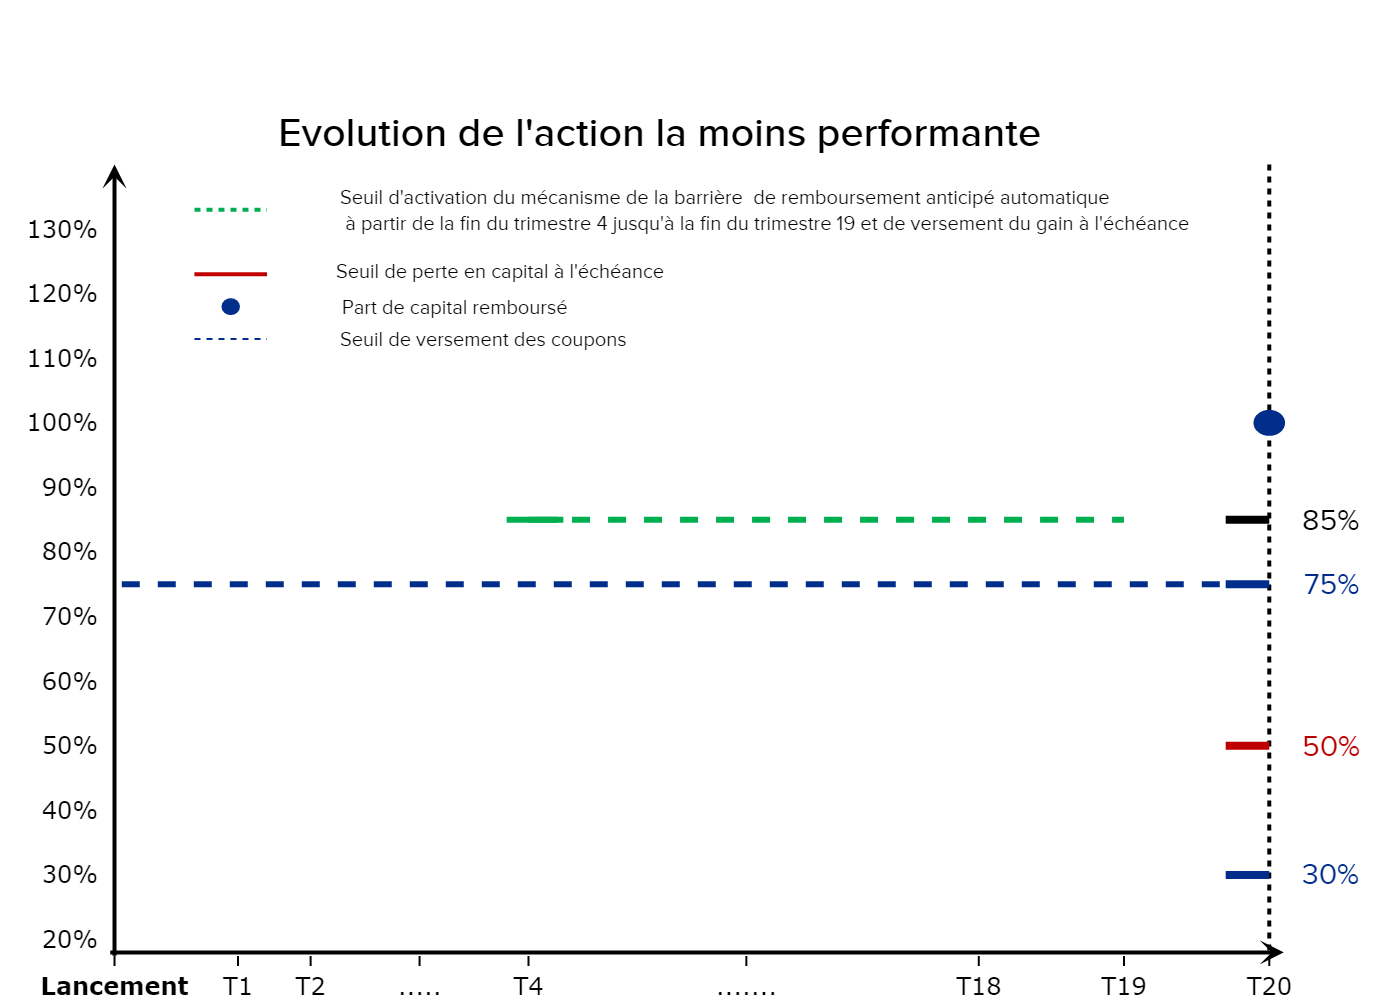 Evolution de l'action la moins performante
Seuil d'activation du mécanisme de la barrière  de remboursement anticipé automatique
à partir de la fin du trimestre 4 jusqu'à la fin du trimestre 19 et de versement du gain à l'échéance
Seuil de perte en capital à l'échéance
Part de capital remboursé
Seuil de versement des coupons
130%
120%
110%
100%
90%
80%
70%
60%
50%
40%
30%
20%
85%
75%
50%
30%
Lancement T1 T2 ..... T4 ....... T18 T19 T20